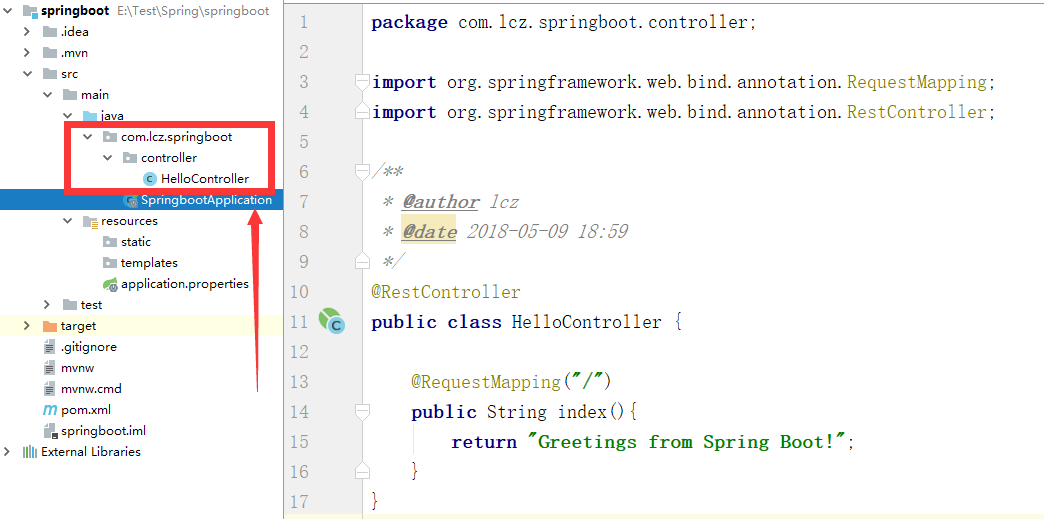 springboot E:\Test\Spring\springboot
.idea
.mvn
src
main
java
com.lcz.springboot
controller
HelloController
SpringbootApplication
resources
static
templates
application.properties
test
target
.gitignore
mvnw
mvnw.cmd
pom.xml
springboot.iml
External Libraries
1 package com.lcz.springboot.controller;
2
3 import org.springframework.web.bind.annotation.RequestMapping;
4 import org.springframework.web.bind.annotation.RestController;
5
6 /**
7 * @author lcz
8 * @date 2018-05-09 18:59
9 */
10 @RestController
11 public class HelloController {
12
13 @RequestMapping("/")
14 public String index(){
15 return "Greetings from Spring Boot!";
16 }
17 }